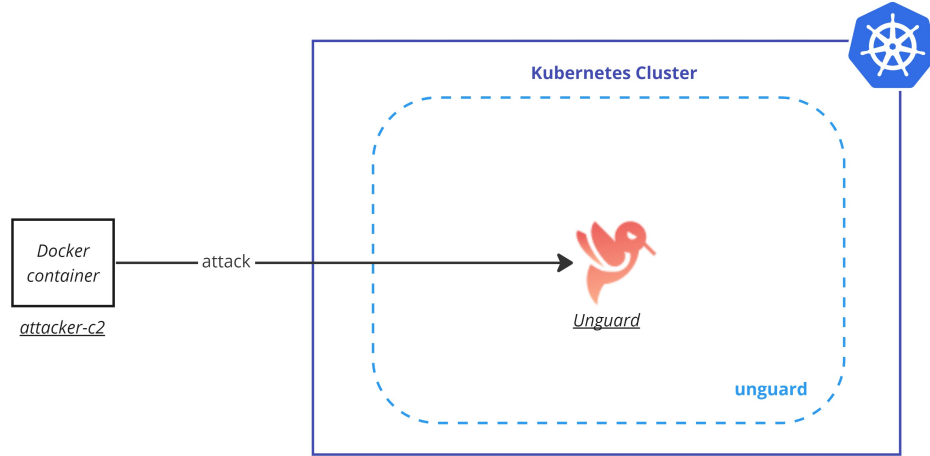 Kubernetes Cluster
Docker
container
attack
attacker-c2
Unguard
unguard